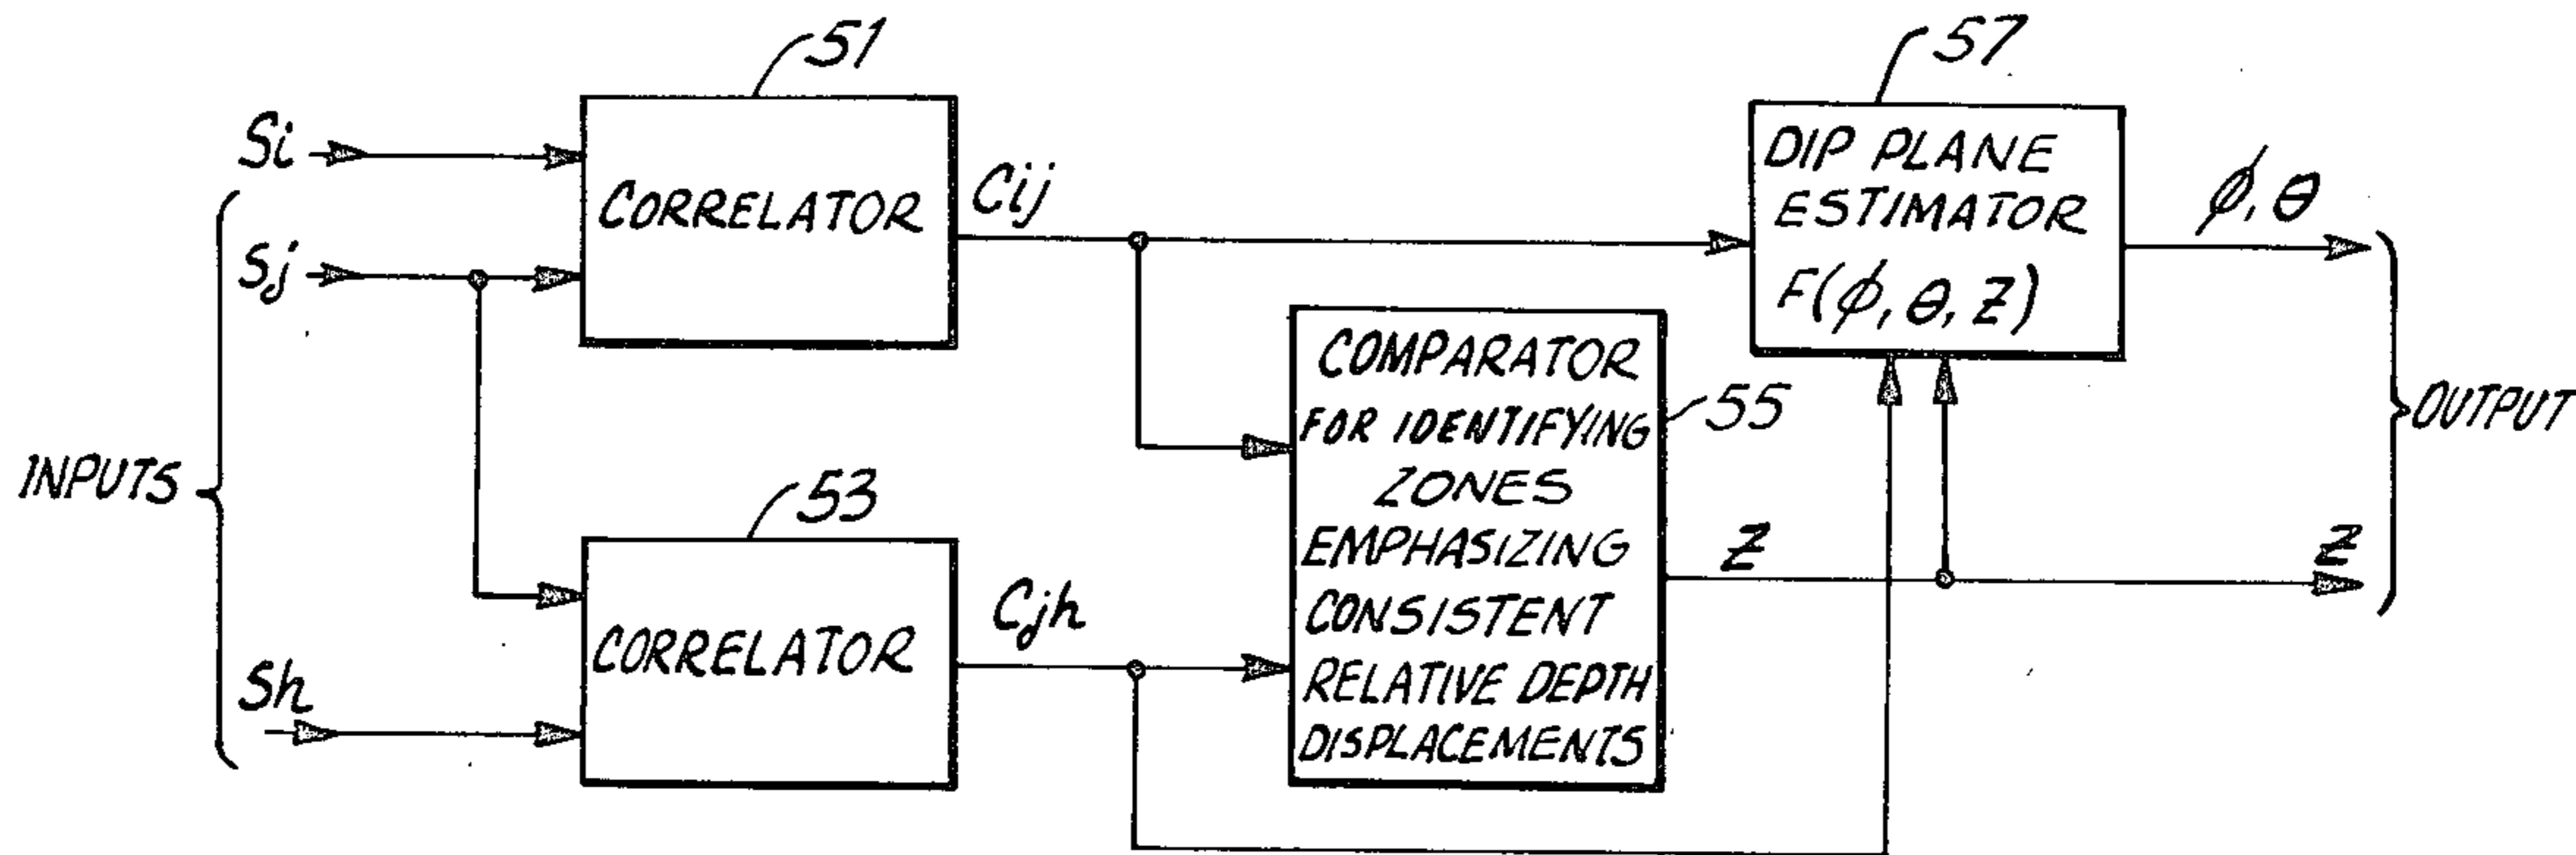 51
57
Si
Sj
Sh
INPUTS
CORRELATOR
Cij
53
CORRELATOR
Cjh
COMPARATOR
FOR IDENTIFYING
ZONES
EMPHASIZING
CONSISTENT
RELATIVE DEPTH
DISPLACEMENTS
55
Z
DIP PLANE
ESTIMATOR
F(ϕ, θ, Z)
ϕ, θ
Z
OUTPUT